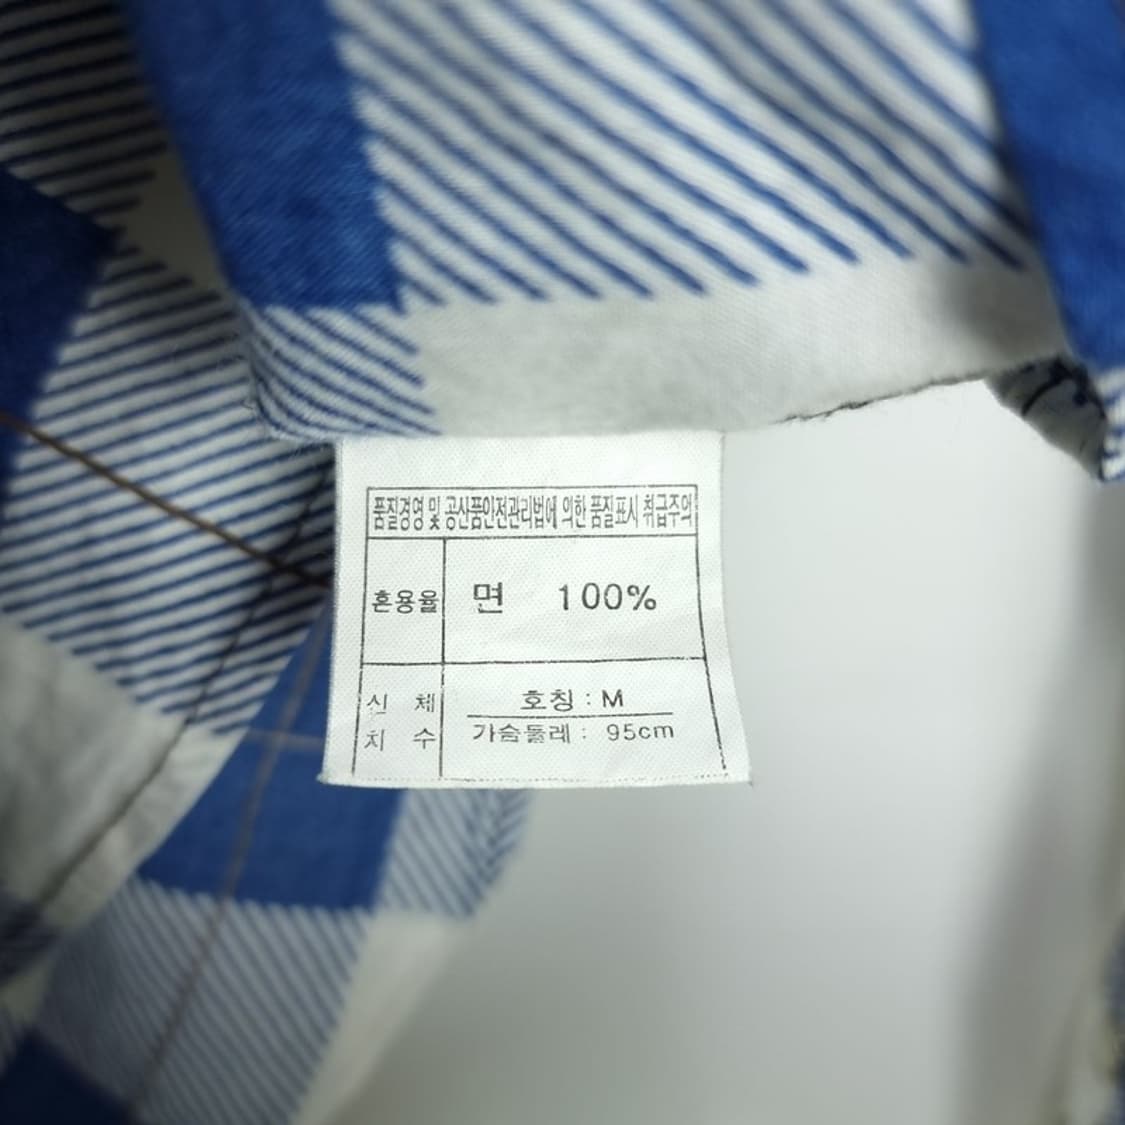 품질경영 및 공산품안전관리법에 의한 품질표시 취급주의
혼용율 면 100%
신 체 호칭 : M
치 수 가슴둘레 : 95cm